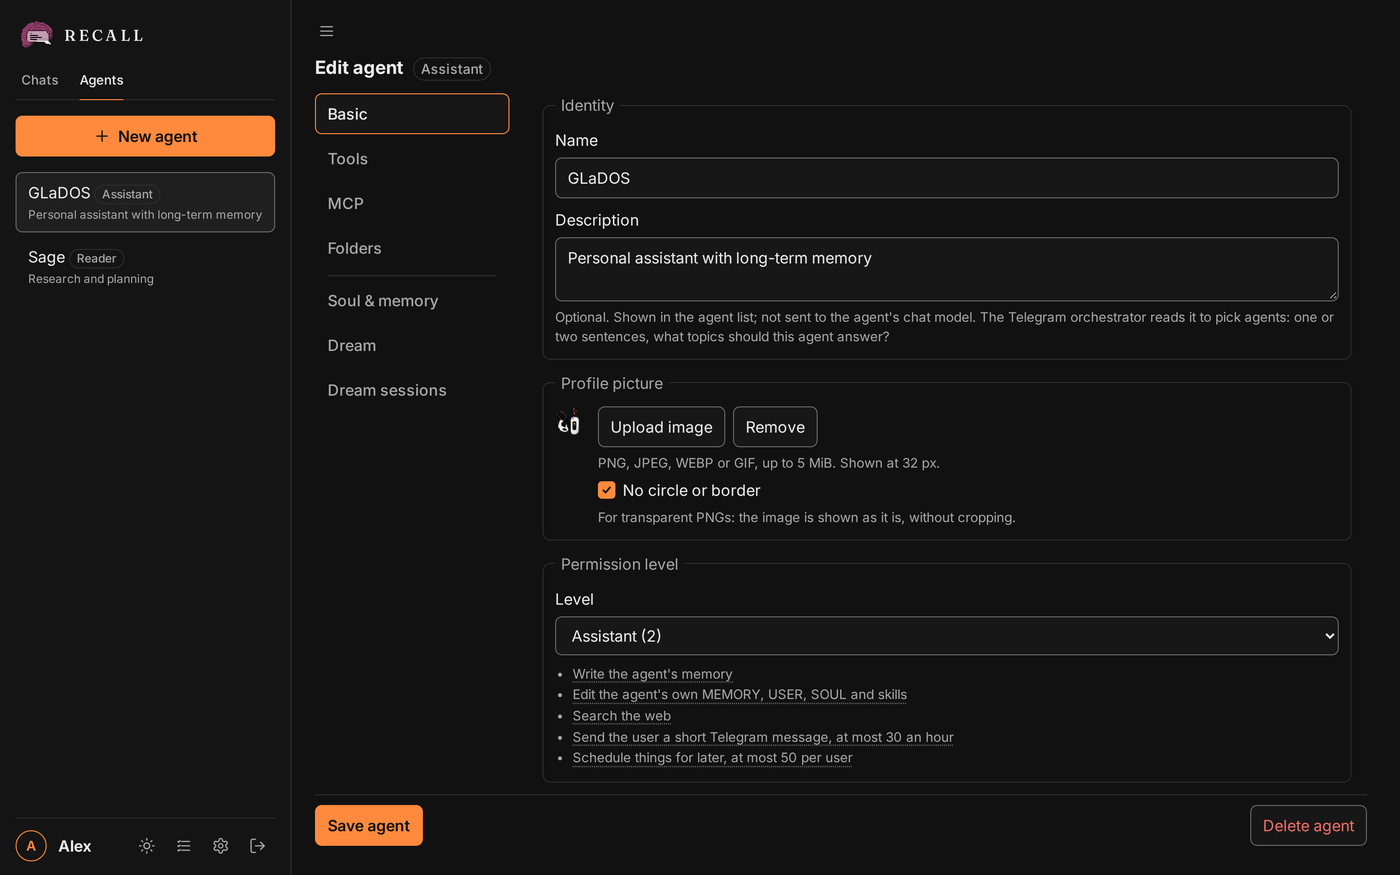 RECALL
Chats
Agents
New agent
GLaDOS
Assistant
Personal assistant with long-term memory
Sage
Reader
Research and planning
A
Alex
Edit agent
Assistant
Basic
Tools
MCP
Folders
Soul & memory
Dream
Dream sessions
Identity
Name
GLaDOS
Description
Personal assistant with long-term memory
Optional. Shown in the agent list; not sent to the agent's chat model. The Telegram orchestrator reads it to pick agents: one or
two sentences, what topics should this agent answer?
Profile picture
Upload image
Remove
PNG, JPEG, WEBP or GIF, up to 5 MiB. Shown at 32 px.
No circle or border
For transparent PNGs: the image is shown as it is, without cropping.
Permission level
Level
Assistant (2)
Write the agent's memory
Edit the agent's own MEMORY, USER, SOUL and skills
Search the web
Send the user a short Telegram message, at most 30 an hour
Schedule things for later, at most 50 per user
Save agent
Delete agent